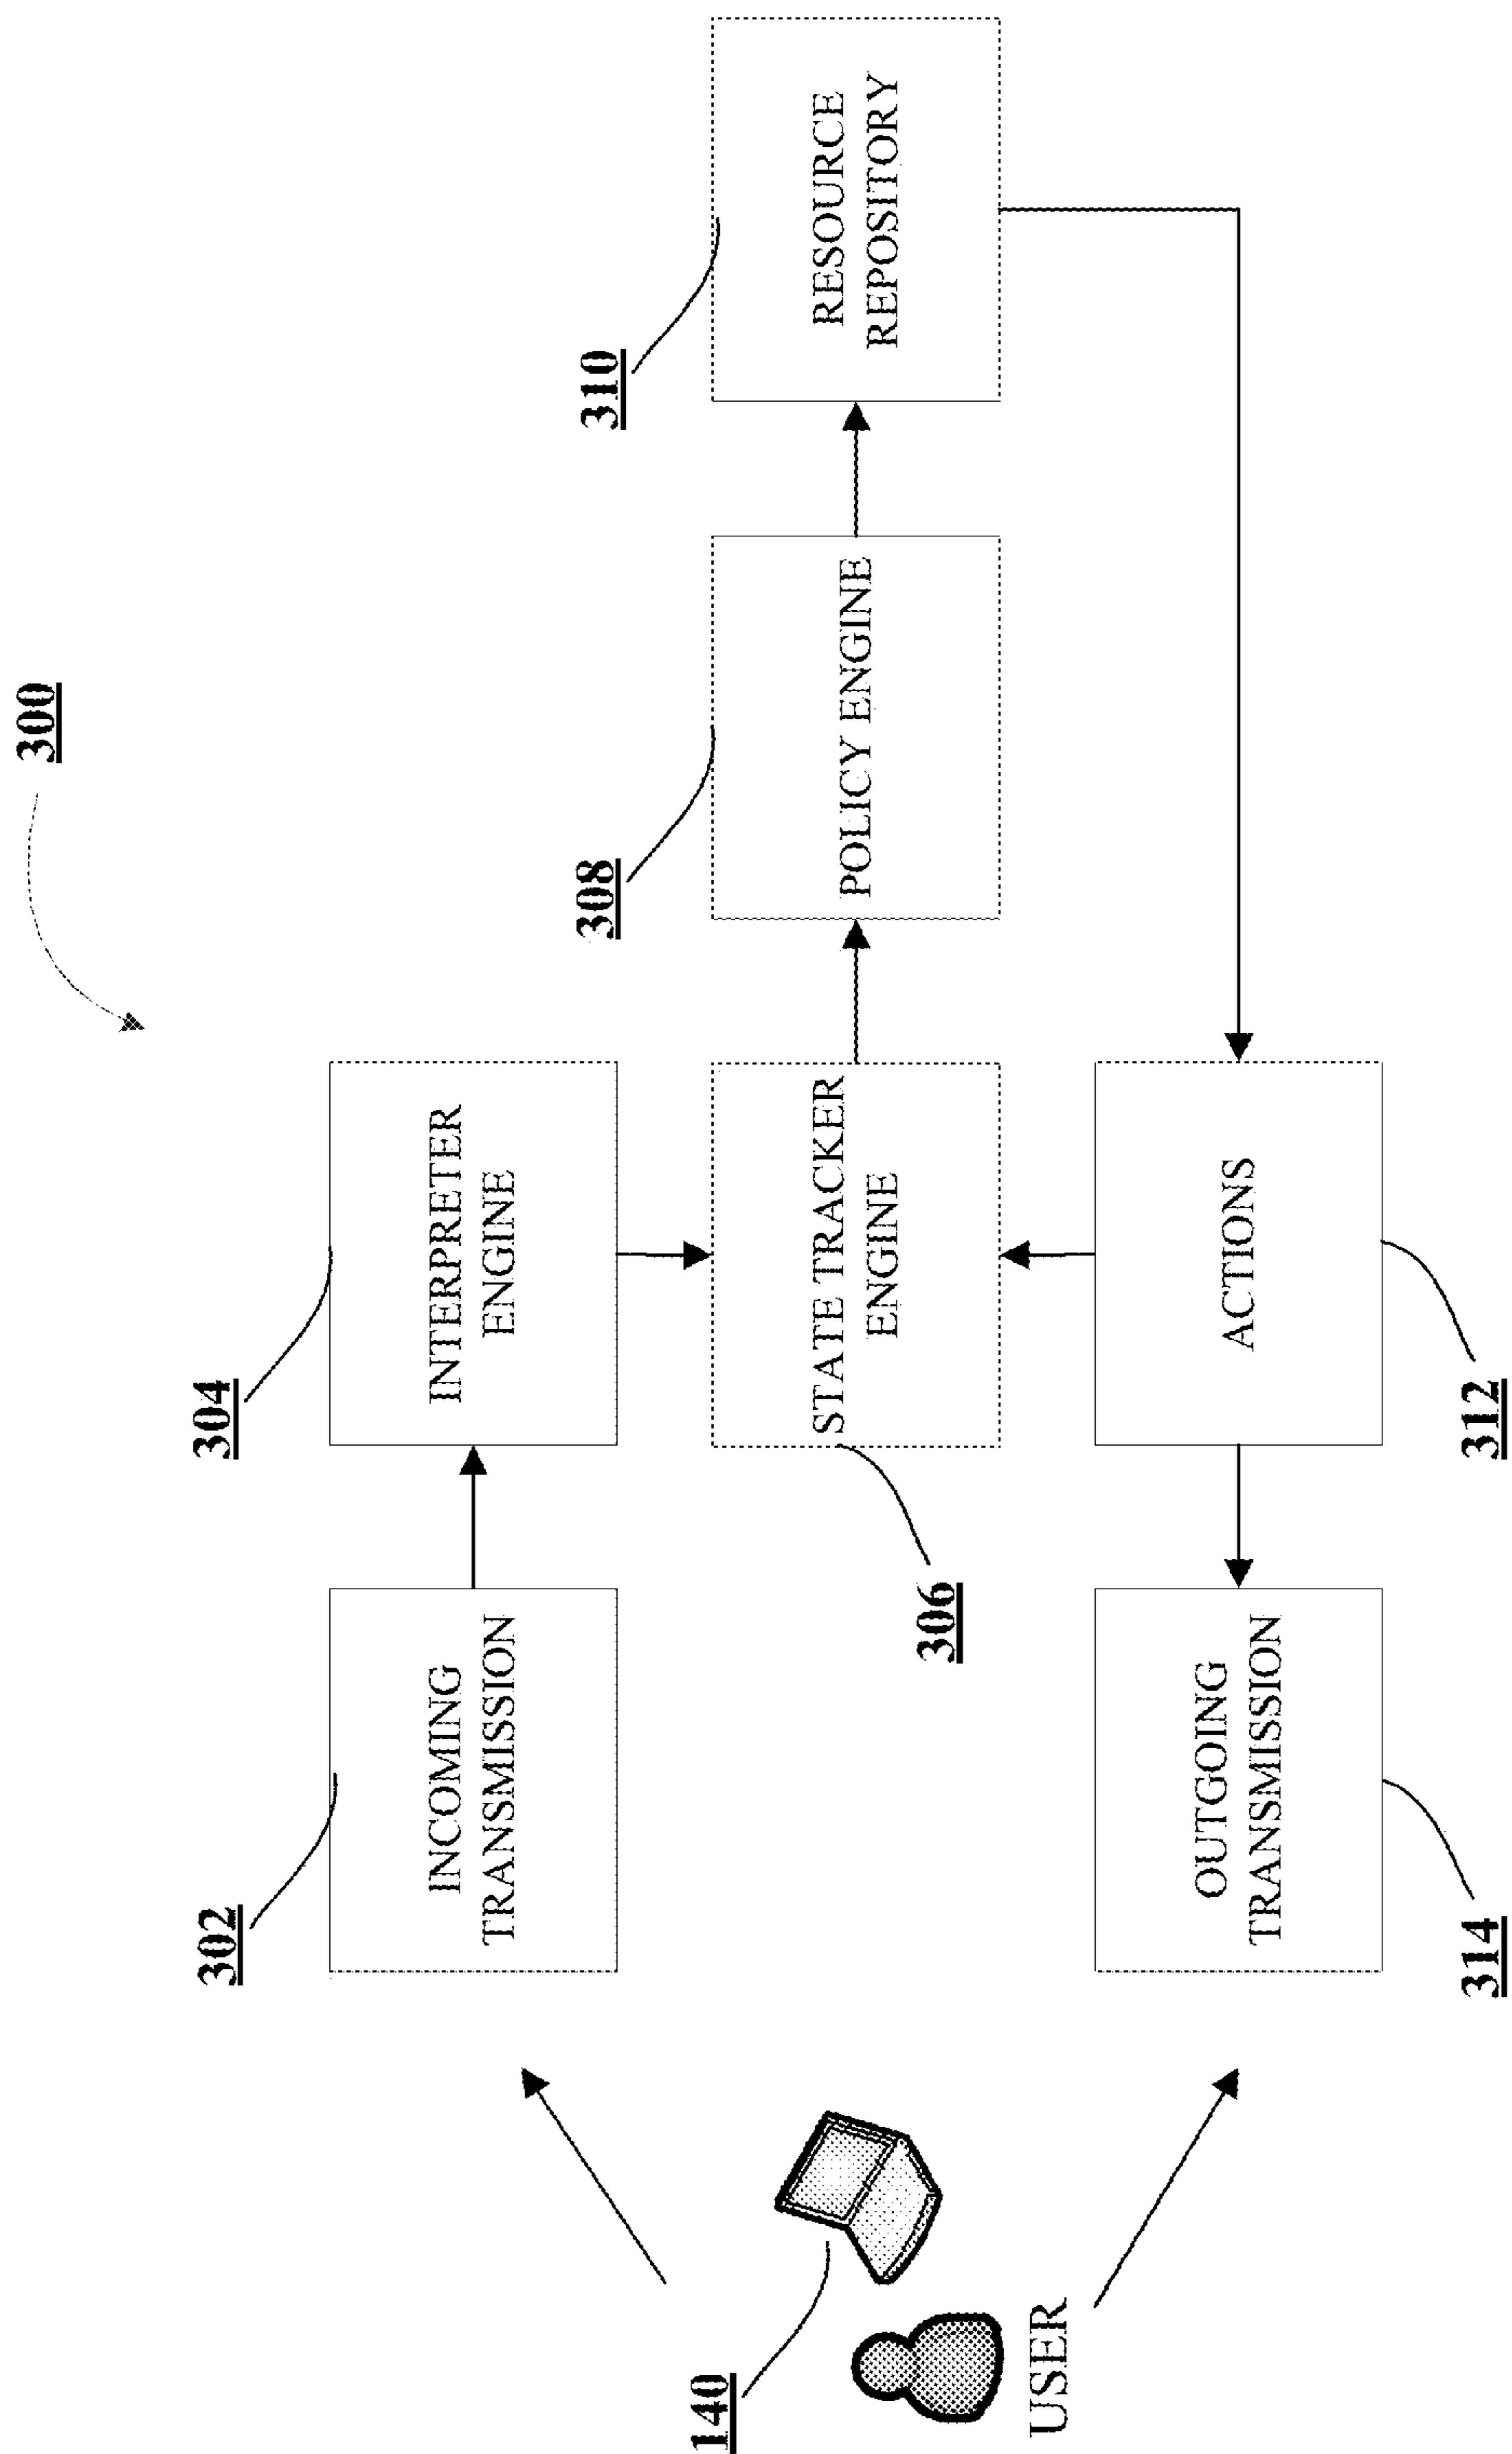 300
302
INCOMING
TRANSMISSION
304
INTERPRETER
ENGINE
306
STATE TRACKER
ENGINE
308
POLICY ENGINE
310
RESOURCE
REPOSITORY
140
USER
314
OUTGOING
TRANSMISSION
312
ACTIONS